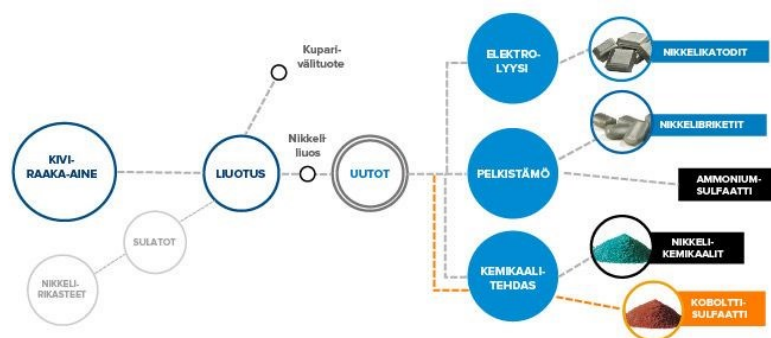 Kupari-
välituote
ELEKTRO-
LYYSI
NIKKELIKATODIT
KIVI-
RAAKA-AINE
LIUOTUS
Nikkeli-
liuos
UUTOT
PELKISTÄMÖ
NIKKELIBRIKETIT
AMMONIUM-
SULFAATTI
SULATOT
NIKKELI-
RIKASTEET
KEMIKAALI-
TEHDAS
NIKKELI-
KEMIKAALIT
KOBOLTTI-
SULFAATTI